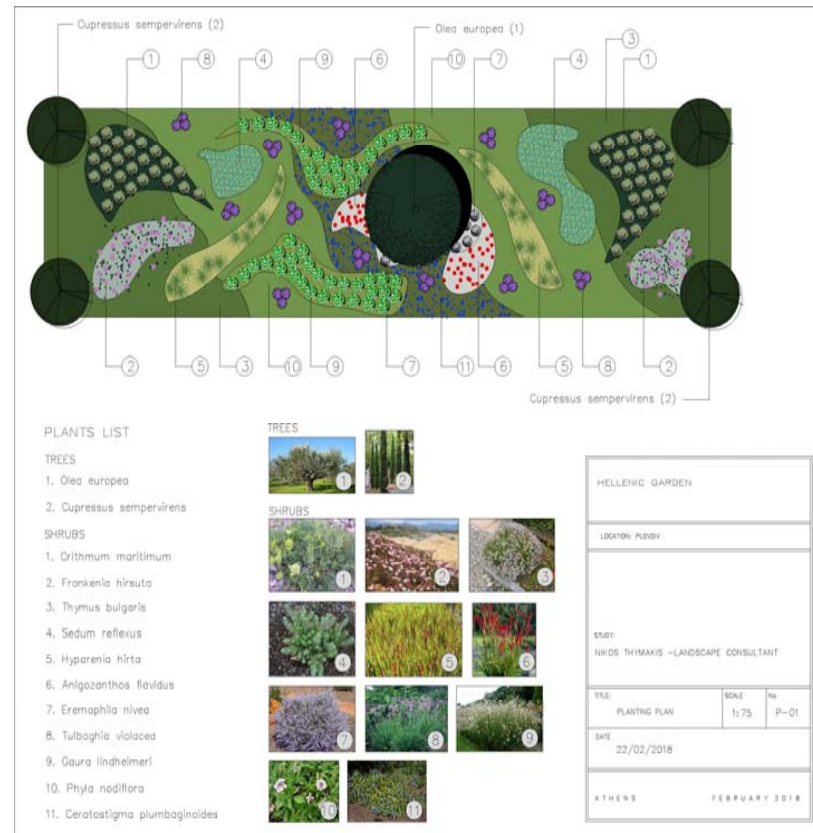 Cupressus sempervirens (2)
Olea europea (1)
3
1 8 4 9 6 10 7 4 1
2 5 3 10 9 7 11 6 5 8 2
Cupressus sempervirens (2)
PLANTS LIST
TREES
1. Olea europea
2. Cupressus sempervirens
SHRUBS
1. Crithmum maritimum
2. Frankenia hirsuta
3. Thymus bulgaris
4. Sedum reflexus
5. Hyparenia hirta
6. Anigozanthos flavidus
7. Eremophila nivea
8. Tulbaghia violacea
9. Gaura lindheimeri
10. Phyla nodiflora
11. Ceratostigma plumbaginoides
TREES
1 2
SHRUBS
1 2 3
4 5 6
7 8 9
10 11
HELLENIC GARDEN
LOCATION: PLOVDIV
STUDY:
NIKOS THYMAKIS -LANDSCAPE CONSULTANT
TITLE: SCALE No
PLANTING PLAN 1:75 P-01
DATE
22/02/2018
ATHENS FEBRUARY 2018